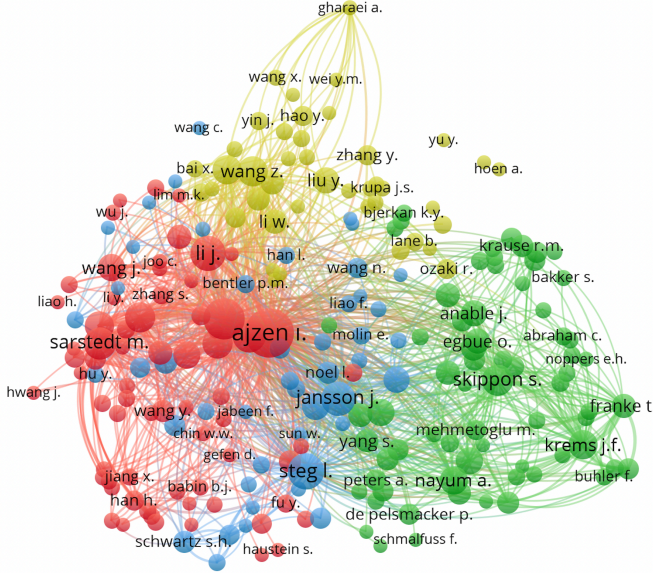 gharaei a.
wang x.
wei y.m.
yin j.
hao y.
wang c.
yu y.
zhang y.
bai x.
wang z.
hoen a.
liu y.
krupa j.s.
lim m.k.
wu j.
bjerkan k.y.
li w.
lane b.
krause r.m.
li j.
han l.
joo c.
wang j.
wang n.
ozaki r.
bakker s.
bentler p.m.
zhang s.
li y.
liao h.
liao f.
anable j.
ajzen i.
molin e.
abraham c.
sarstedt m.
egbue o.
noppers e.h.
hu y.
noel l.
skippon s.
hwang j.
jansson j.
franke t
wang y.
jabeen f.
chin w.w.
sun w.
mehmetoglu m.
yang s.
krems j.f.
gefen d.
steg l.
jiang x.
babin b.j.
peters a.
nayum a.
buhler f.
han h.
fu y.
de pelsmacker p.
schwartz s.h.
haustein s.
schmalfuss f.